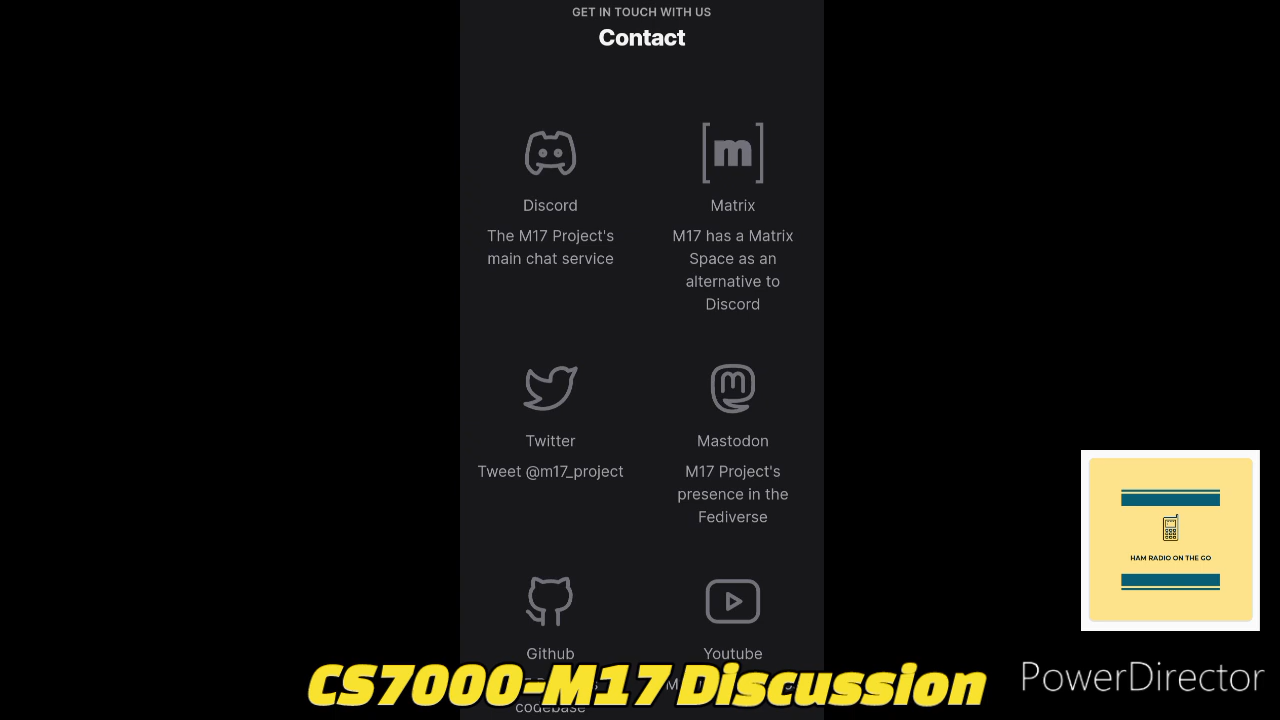 GET IN TOUCH WITH US
Contact
Discord
The M17 Project's
main chat service
Matrix
M17 has a Matrix
Space as an
alternative to
Discord
Twitter
Tweet @m17_project
Mastodon
M17 Project's
presence in the
Fediverse
Github
codebase
Youtube
HAM RADIO ON THE GO
CS7000-M17 Discussion
PowerDirector